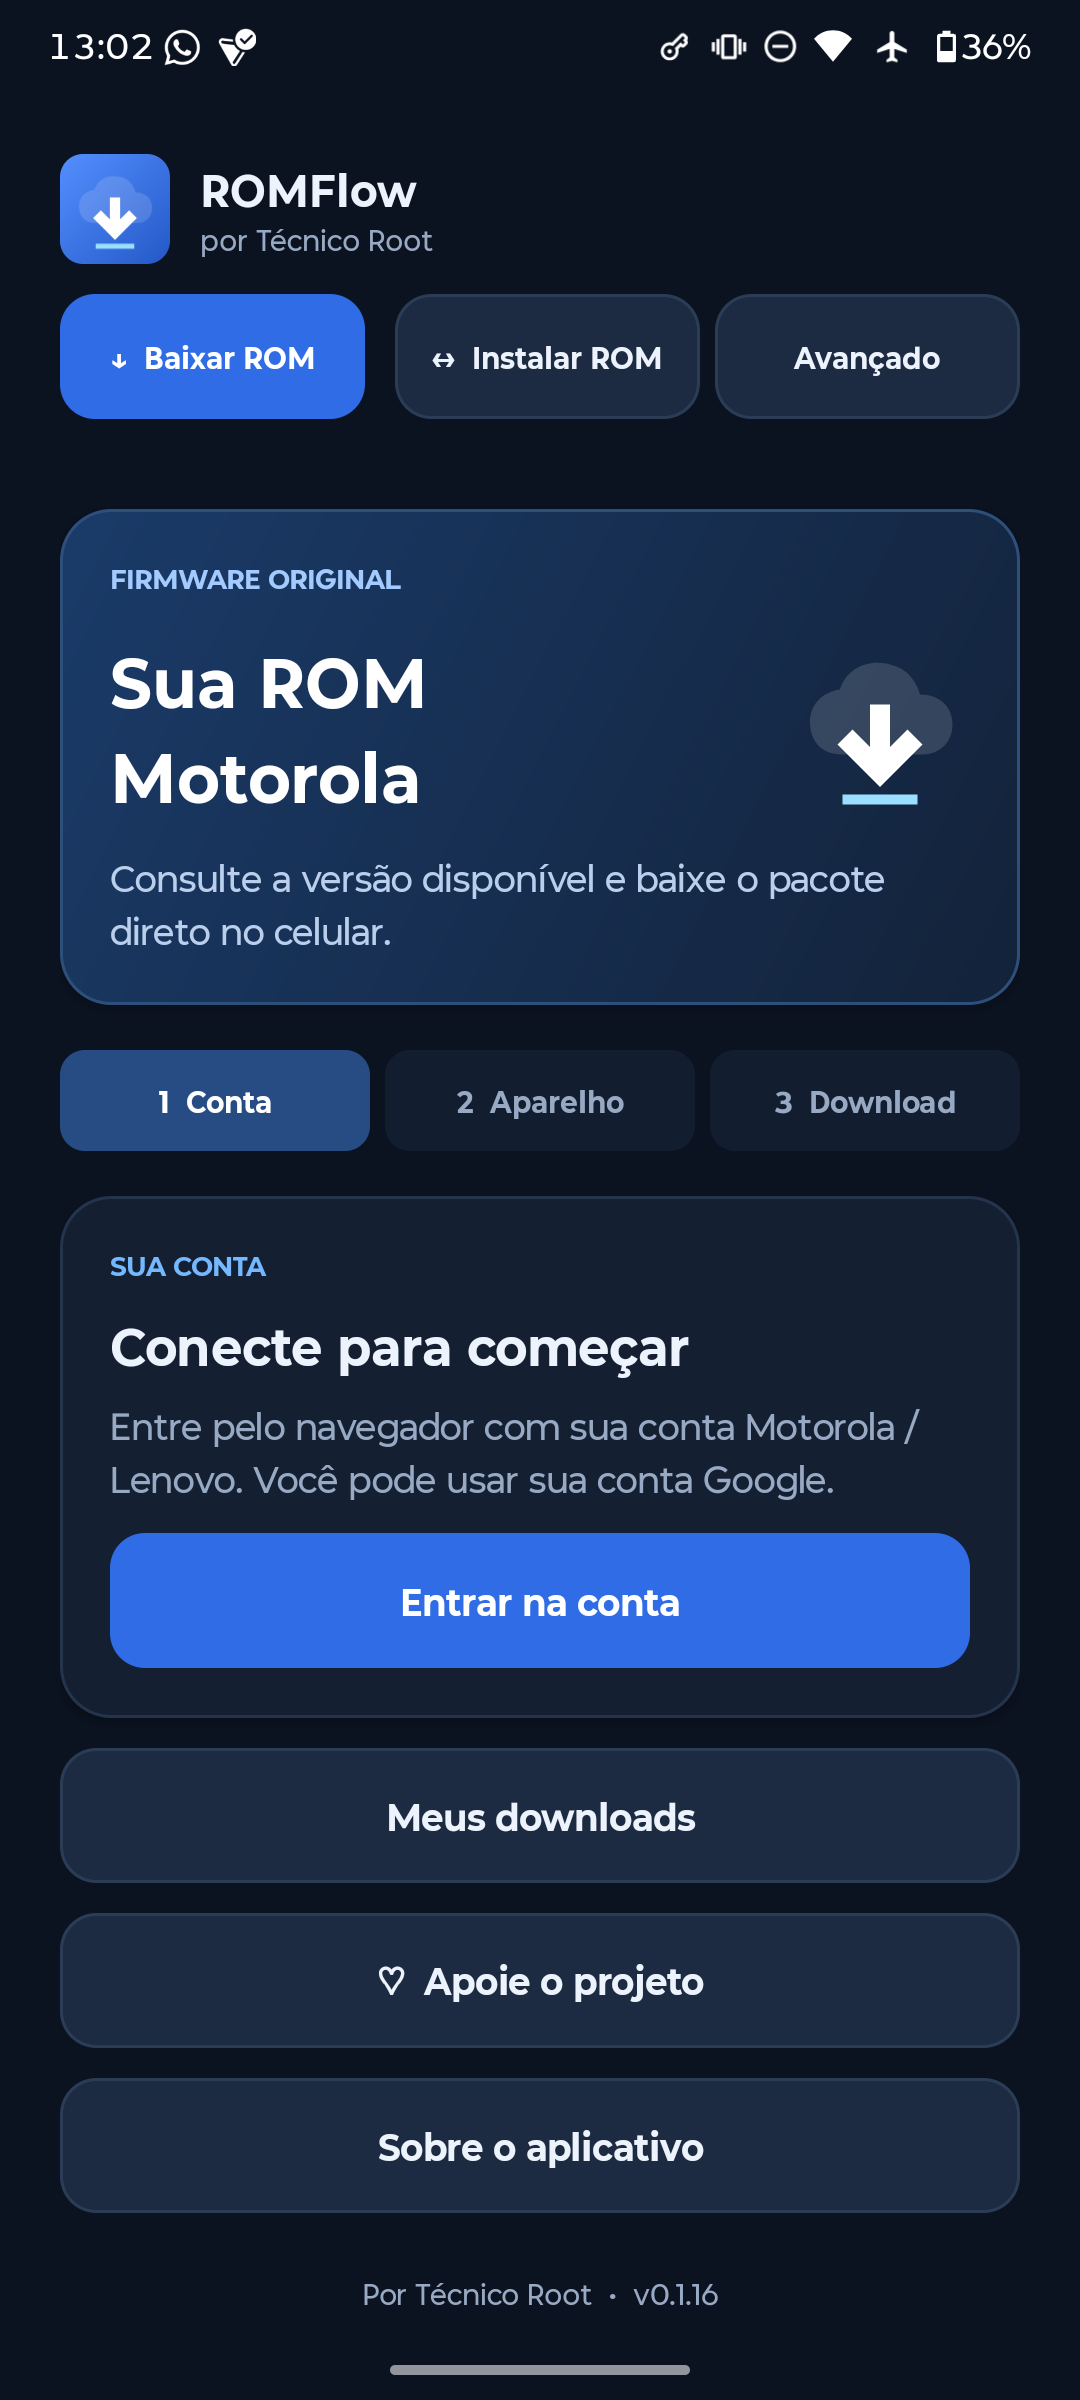 13:02
36%
ROMFlow
por Técnico Root
↓ Baixar ROM
↔ Instalar ROM
Avançado
FIRMWARE ORIGINAL
Sua ROM
Motorola
Consulte a versão disponível e baixe o pacote
direto no celular.
1 Conta
2 Aparelho
3 Download
SUA CONTA
Conecte para começar
Entre pelo navegador com sua conta Motorola /
Lenovo. Você pode usar sua conta Google.
Entrar na conta
Meus downloads
♡ Apoie o projeto
Sobre o aplicativo
Por Técnico Root • v0.1.16